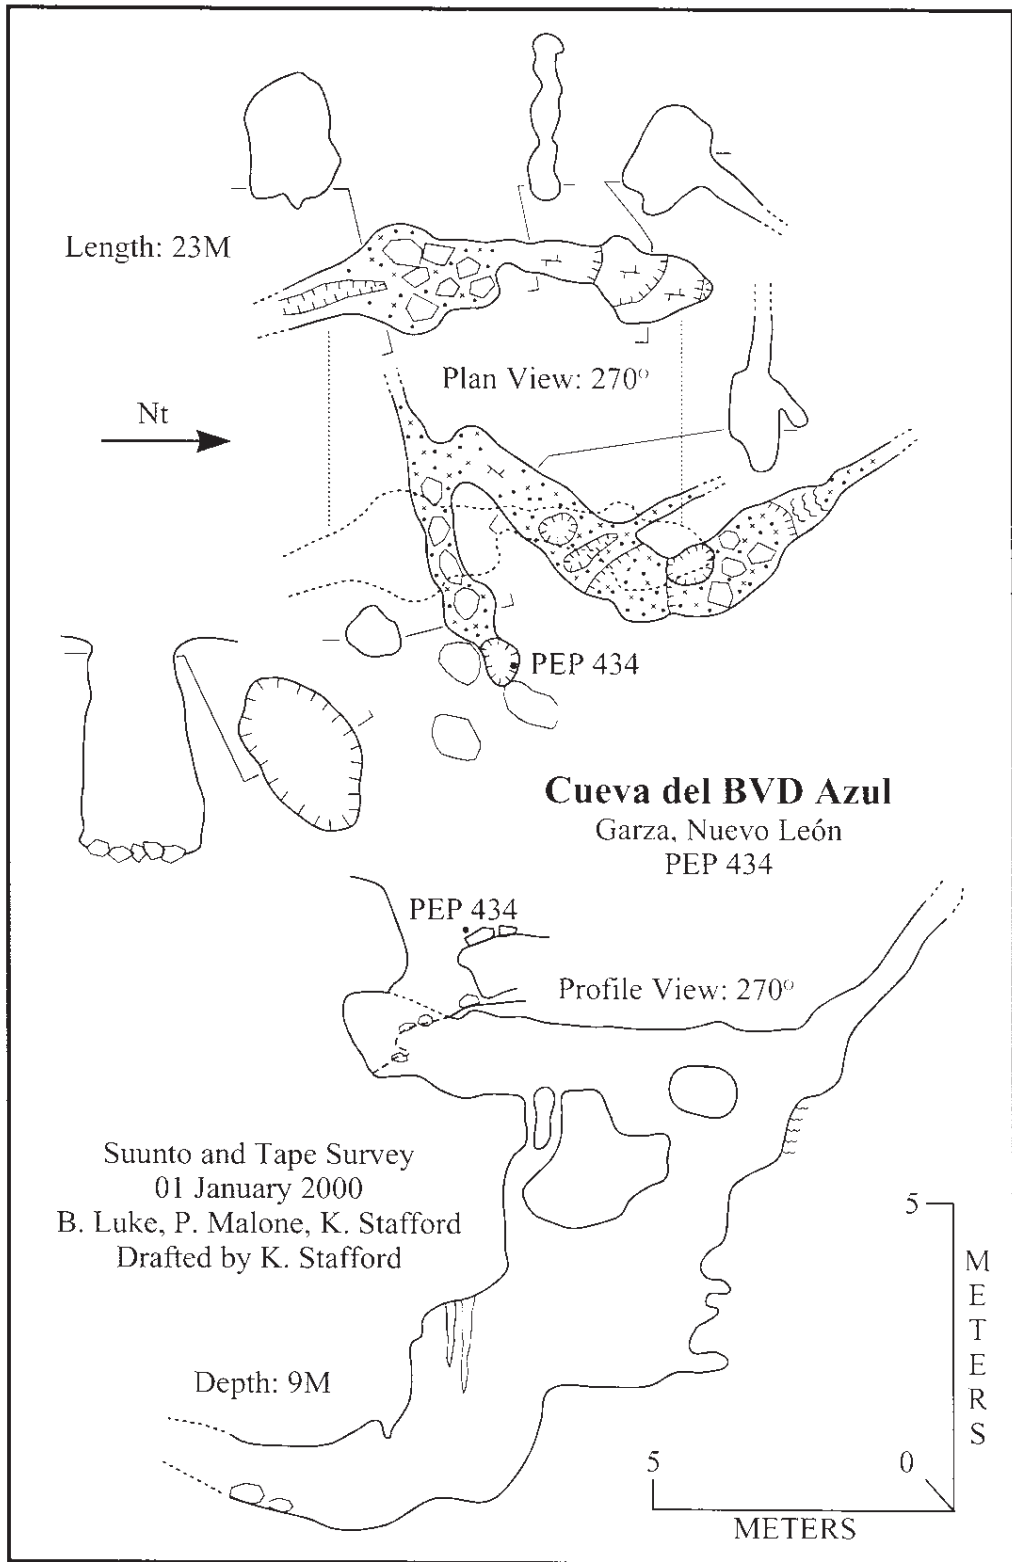 Length: 23M
Plan View: 270º
Nt
PEP 434
Cueva del BVD Azul
Garza, Nuevo León
PEP 434
PEP 434
Profile View: 270º
Suunto and Tape Survey
01 January 2000
B. Luke, P. Malone, K. Stafford
Drafted by K. Stafford
Depth: 9M
5
METERS
5
0
METERS